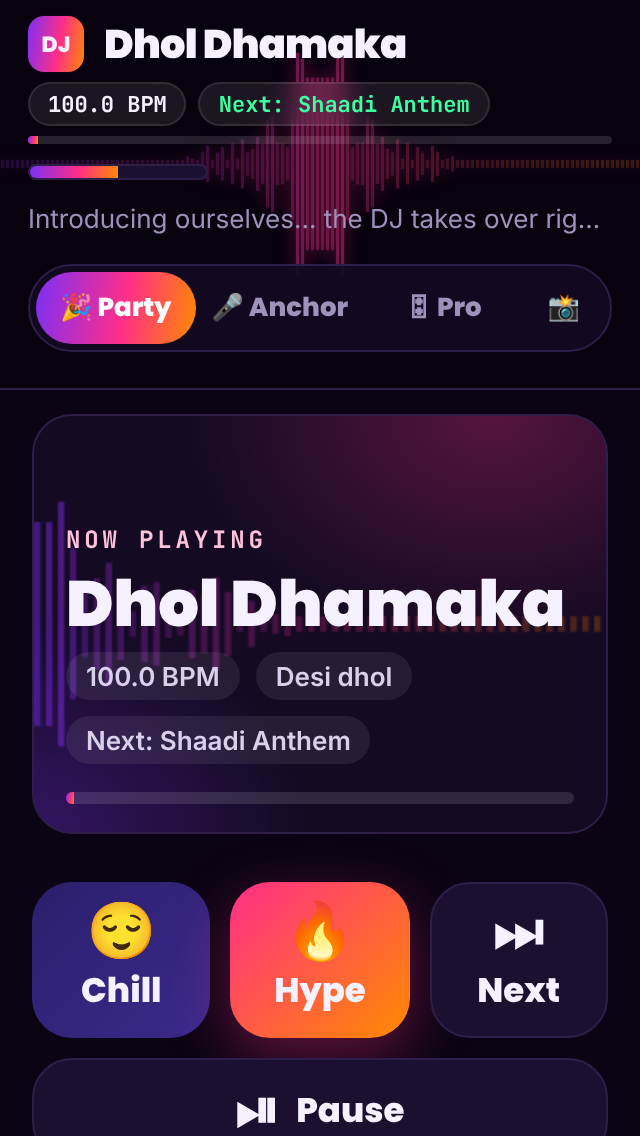 DJ Dhol Dhamaka
100.0 BPM Next: Shaadi Anthem
Introducing ourselves... the DJ takes over rig...
🎉 Party 🎤 Anchor 🎛 Pro 📸
NOW PLAYING
Dhol Dhamaka
100.0 BPM Desi dhol
Next: Shaadi Anthem
😌 🔥 ⏭
Chill Hype Next
⏯ Pause